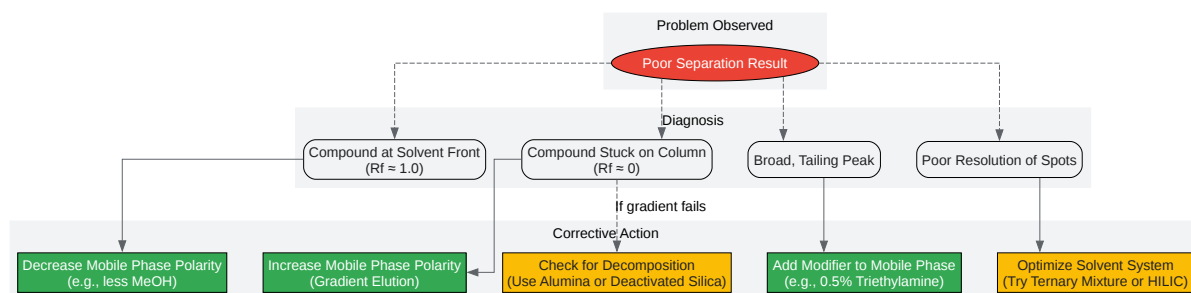 Problem Observed
Poor Separation Result
Diagnosis
Compound at Solvent Front
(Rf ≈ 1.0)
Compound Stuck on Column
(Rf ≈ 0)
Broad, Tailing Peak
Poor Resolution of Spots
If gradient fails
Corrective Action
Decrease Mobile Phase Polarity
(e.g., less MeOH)
Increase Mobile Phase Polarity
(Gradient Elution)
Check for Decomposition
(Use Alumina or Deactivated Silica)
Add Modifier to Mobile Phase
(e.g., 0.5% Triethylamine)
Optimize Solvent System
(Try Ternary Mixture or HILIC)